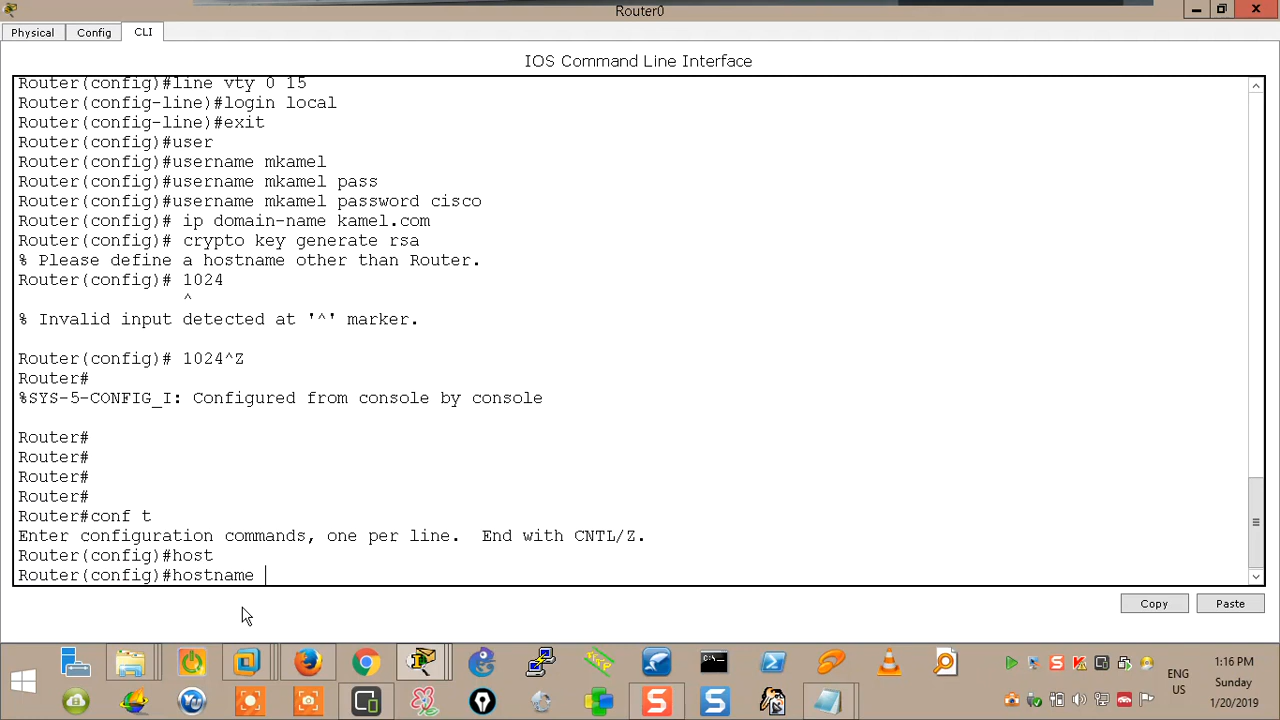 Router0
Physical
Config
CLI
IOS Command Line Interface
Router(config)#line vty 0 15
Router(config-line)#login local
Router(config-line)#exit
Router(config)#user
Router(config)#username mkamel
Router(config)#username mkamel pass
Router(config)#username mkamel password cisco
Router(config)# ip domain-name kamel.com
Router(config)# crypto key generate rsa
% Please define a hostname other than Router.
Router(config)# 1024
^
% Invalid input detected at '^' marker.
Router(config)# 1024^Z
Router#
%SYS-5-CONFIG_I: Configured from console by console
Router#
Router#
Router#
Router#
Router#conf t
Enter configuration commands, one per line.  End with CNTL/Z.
Router(config)#host
Router(config)#hostname
Copy
Paste
ENG
US
1:16 PM
Sunday
1/20/2019